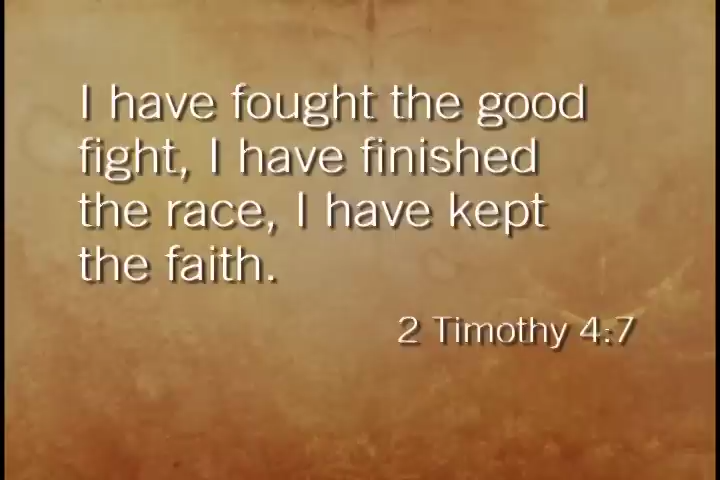 I have fought the good
fight, I have finished
the race, I have kept
the faith.
2 Timothy 4:7